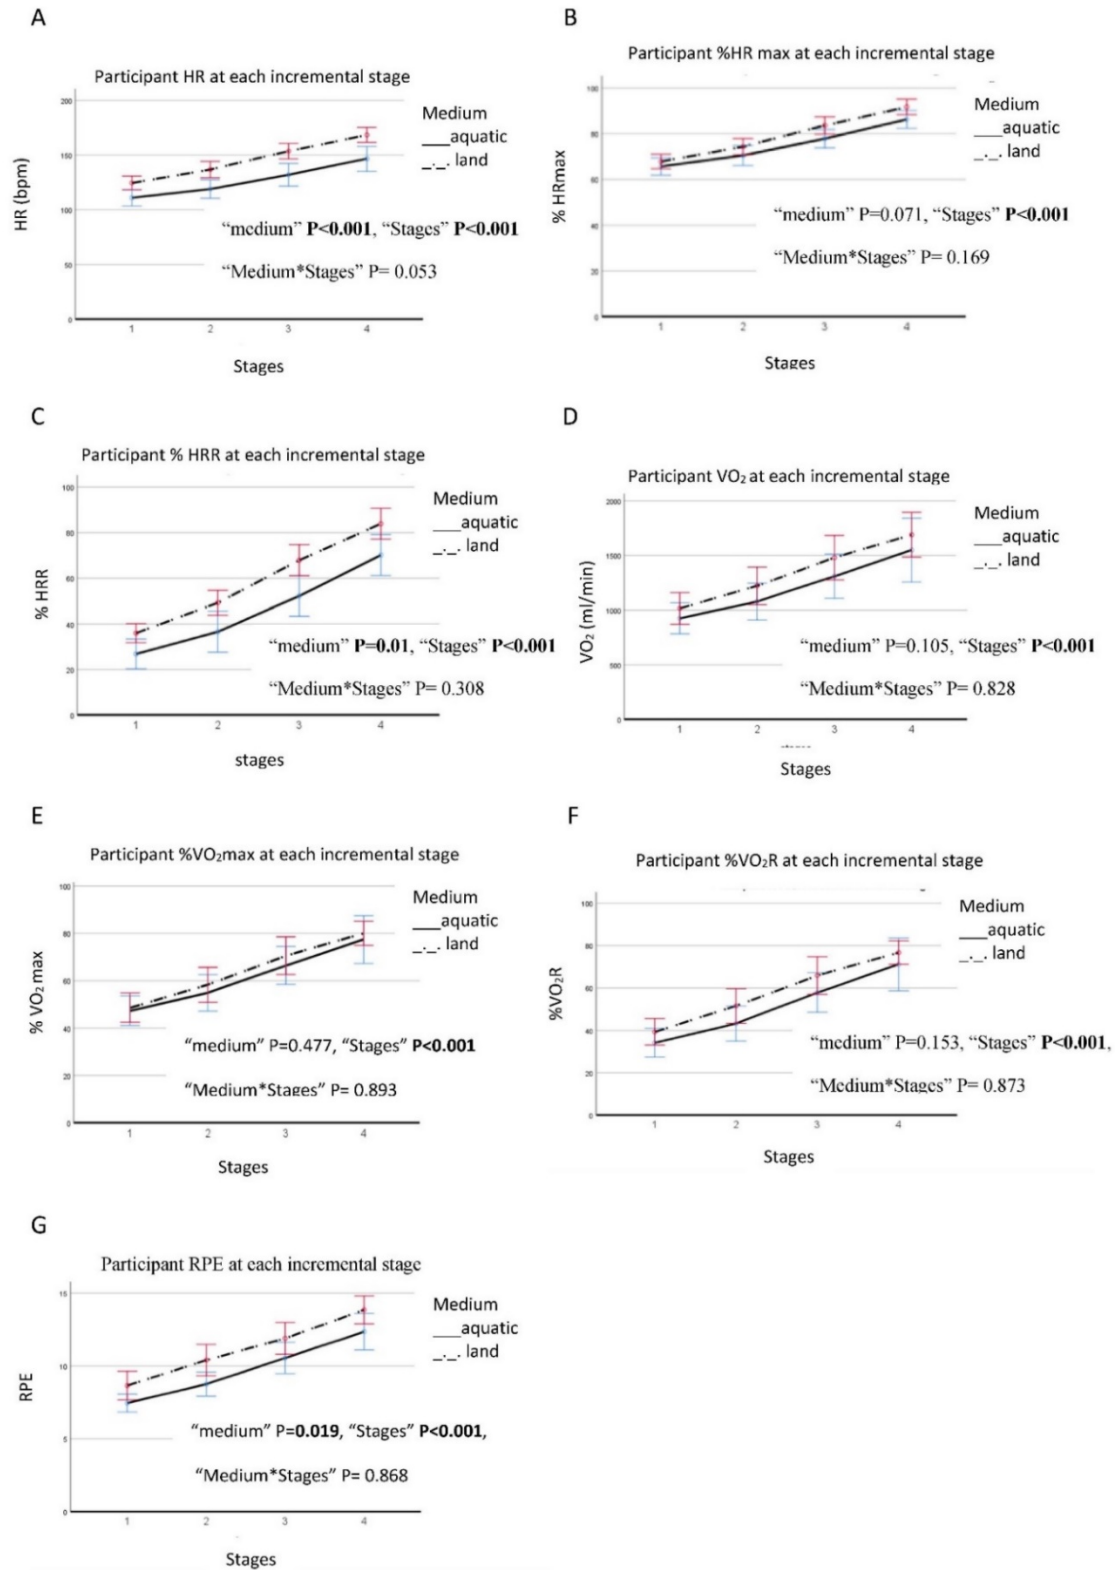 A
Participant HR at each incremental stage
200
150
100
50
0
HR (bpm)
1 2 3 4
Stages
Medium
___aquatic
_._. land
“medium” P<0.001, “Stages” P<0.001
“Medium*Stages” P= 0.053
B
Participant %HR max at each incremental stage
100
80
60
40
20
0
% HRmax
1 2 3 4
Stages
Medium
___aquatic
_._. land
“medium” P=0.071, “Stages” P<0.001
“Medium*Stages” P= 0.169
C
Participant % HRR at each incremental stage
100
80
60
40
20
0
% HRR
1 2 3 4
stages
Medium
___aquatic
_._. land
“medium” P=0.01, “Stages” P<0.001
“Medium*Stages” P= 0.308
D
Participant VO₂ at each incremental stage
2000
1500
1000
500
0
VO₂ (ml/min)
1 2 3 4
Stages
Medium
___aquatic
_._. land
“medium” P=0.105, “Stages” P<0.001
“Medium*Stages” P= 0.828
E
Participant %VO₂max at each incremental stage
100
80
60
40
20
0
% VO₂ max
1 2 3 4
Stages
Medium
___aquatic
_._. land
“medium” P=0.477, “Stages” P<0.001
“Medium*Stages” P= 0.893
F
Participant %VO₂R at each incremental stage
100
80
60
40
20
0
%VO₂R
1 2 3 4
Stages
Medium
___aquatic
_._. land
“medium” P=0.153, “Stages” P<0.001,
“Medium*Stages” P= 0.873
G
Participant RPE at each incremental stage
15
10
5
0
RPE
1 2 3 4
Stages
Medium
___aquatic
_._. land
“medium” P=0.019, “Stages” P<0.001,
“Medium*Stages” P= 0.868